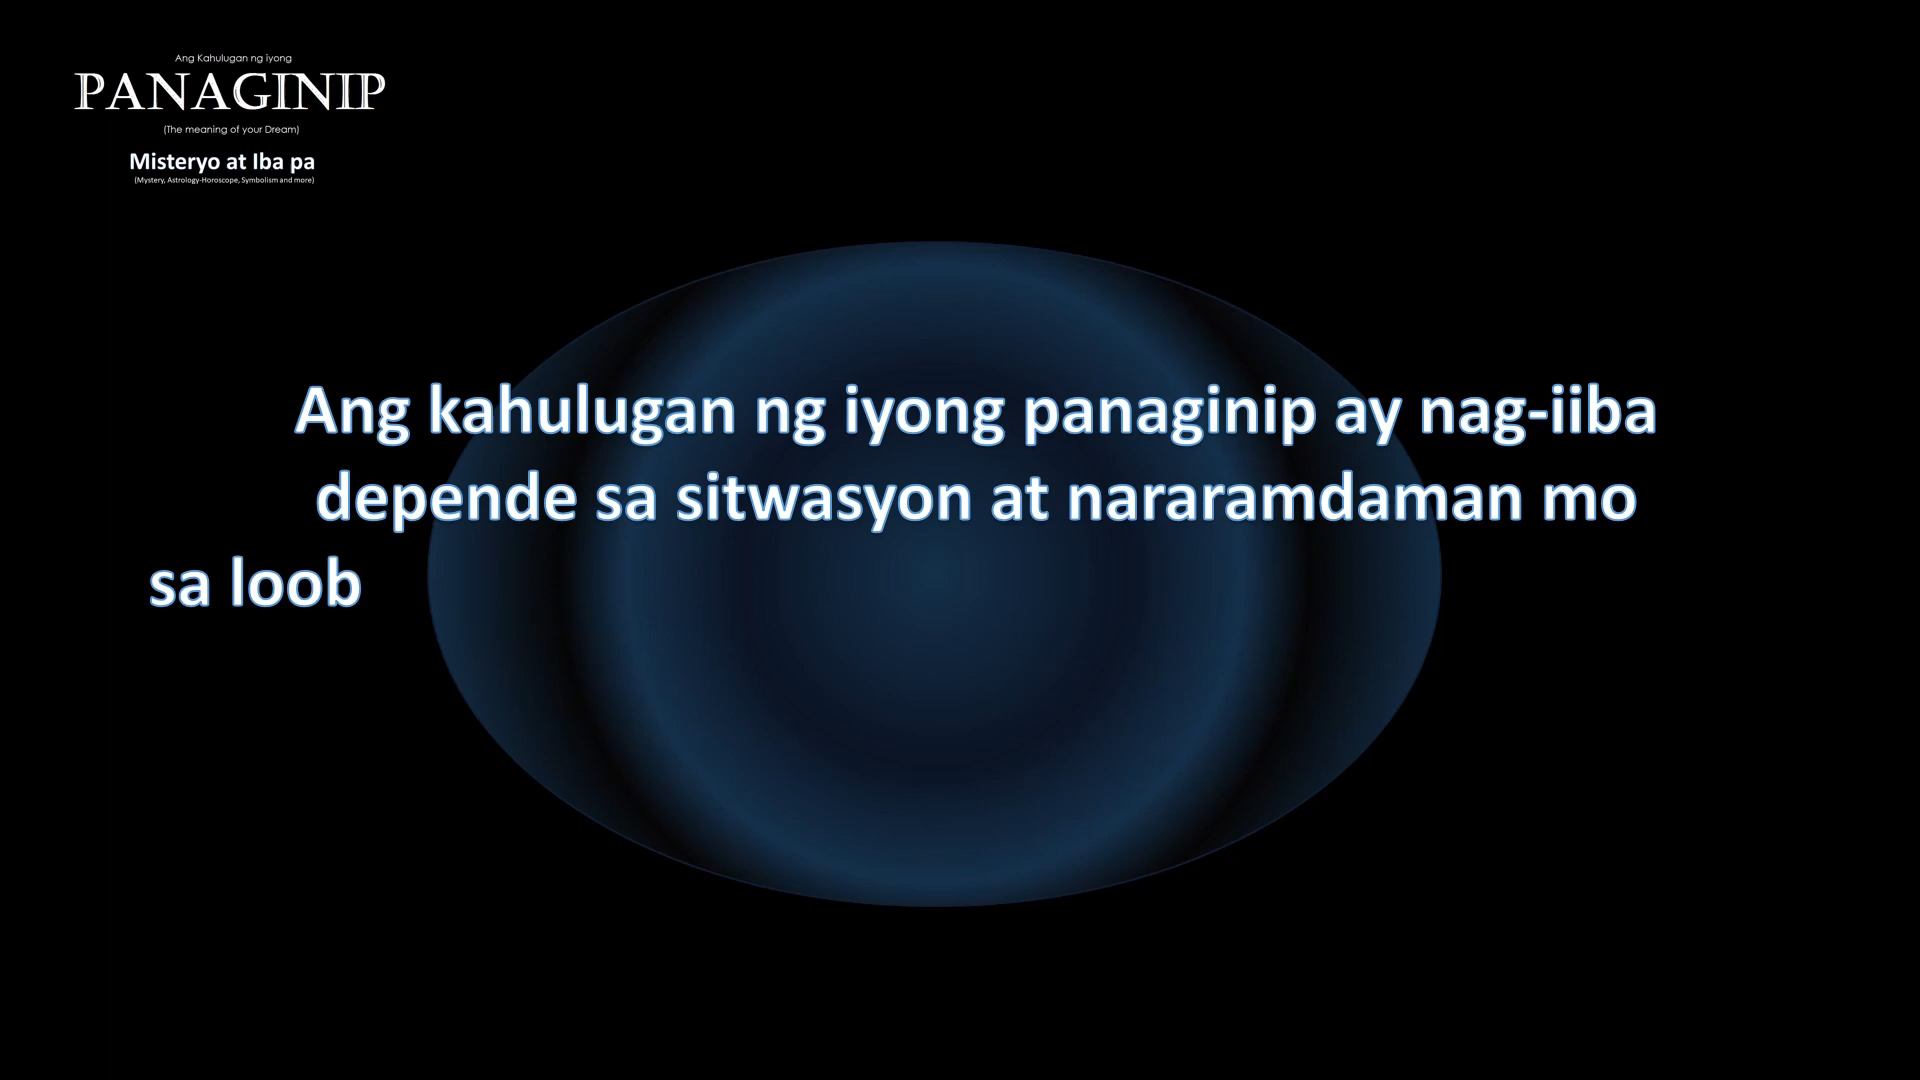 Ang Kahulugan ng iyong
PANAGINIP
(The meaning of your Dream)
Misteryo at Iba pa
(Mystery, Astrology-Horoscope, Symbolism and more)
Ang kahulugan ng iyong panaginip ay nag-iiba
depende sa sitwasyon at nararamdaman mo
sa loob